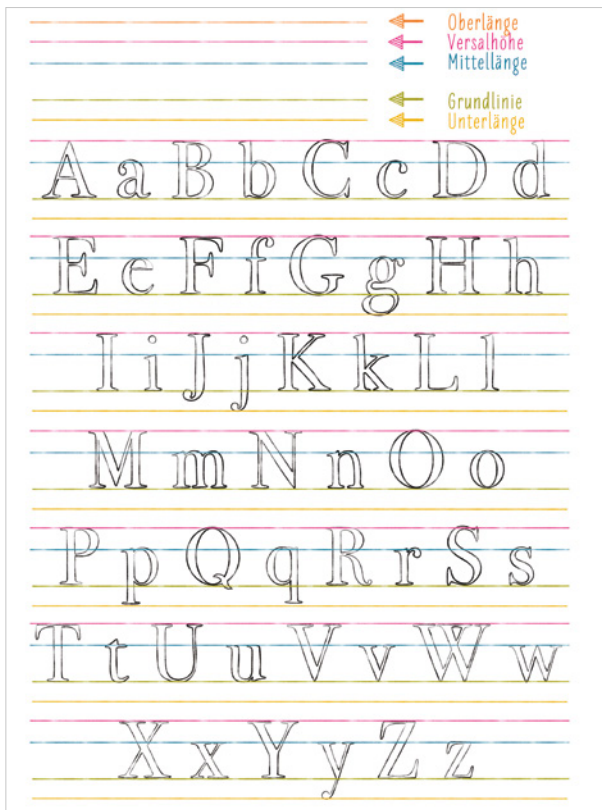 Oberlänge
Versalhöhe
Mittellänge
Grundlinie
Unterlänge
A a B b C c D d
E e F f G g H h
I i J j K k L l
M m N n O o
P p Q q R r S s
T t U u V v W w
X x Y y Z z